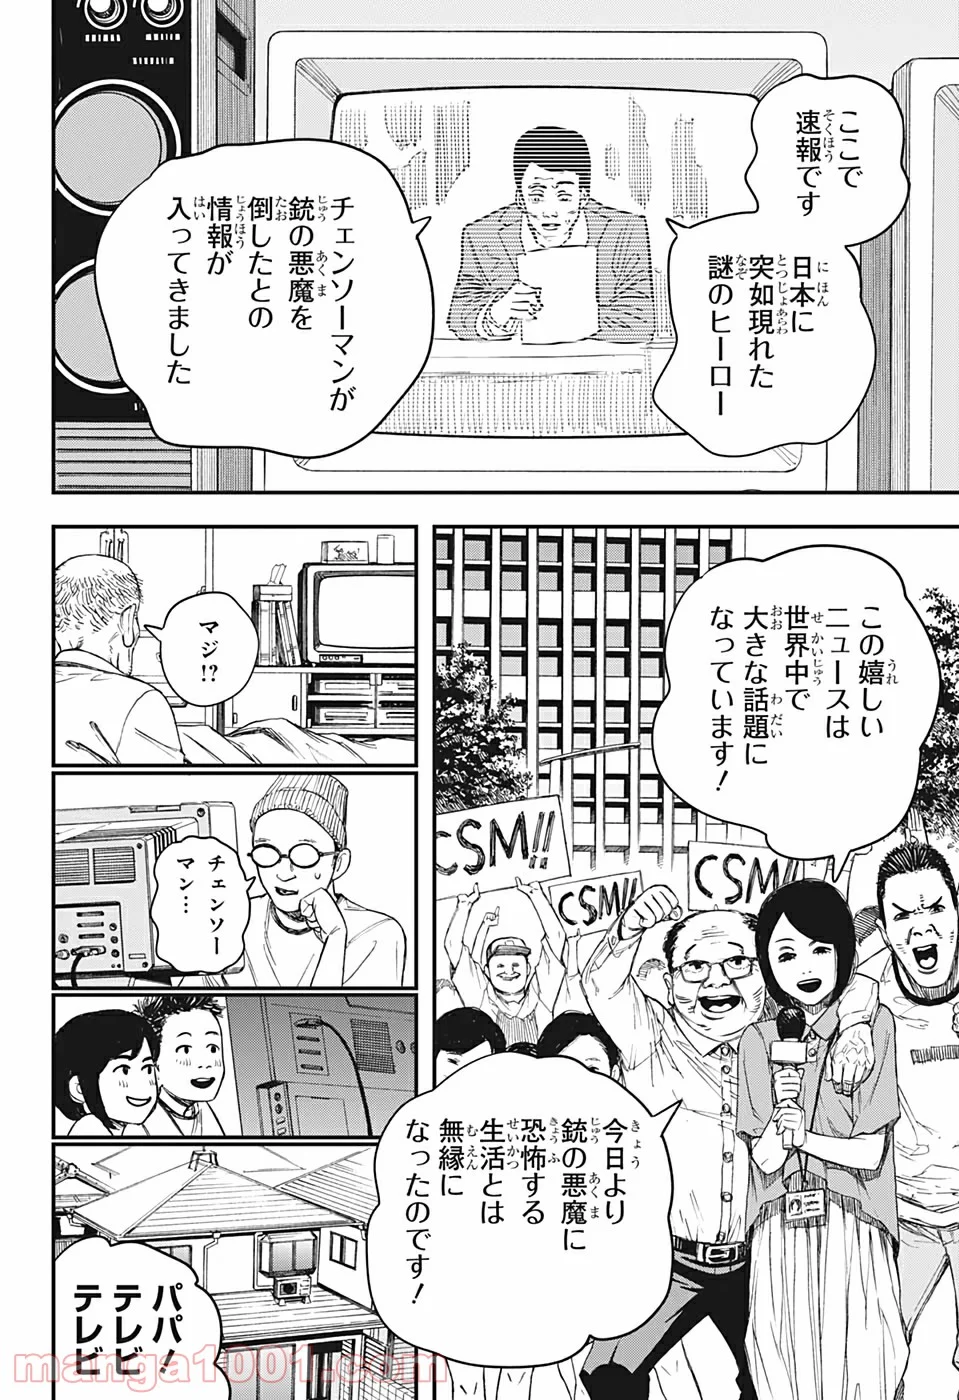 ここで
速報です
日本に
突如現れた
謎のヒーロー
チェンソーマンが
銃の悪魔を
倒したとの
情報が
入ってきました
この嬉しい
ニュースは
世界中で
大きな話題に
なっています!
CSM!!
CSM!!
CSM!!
今日より
銃の悪魔に
恐怖する
生活とは
無縁に
なったのです!
マジ!?
チェンソー
マン…
パパ!
テレビ
テレビ
manga1001.com